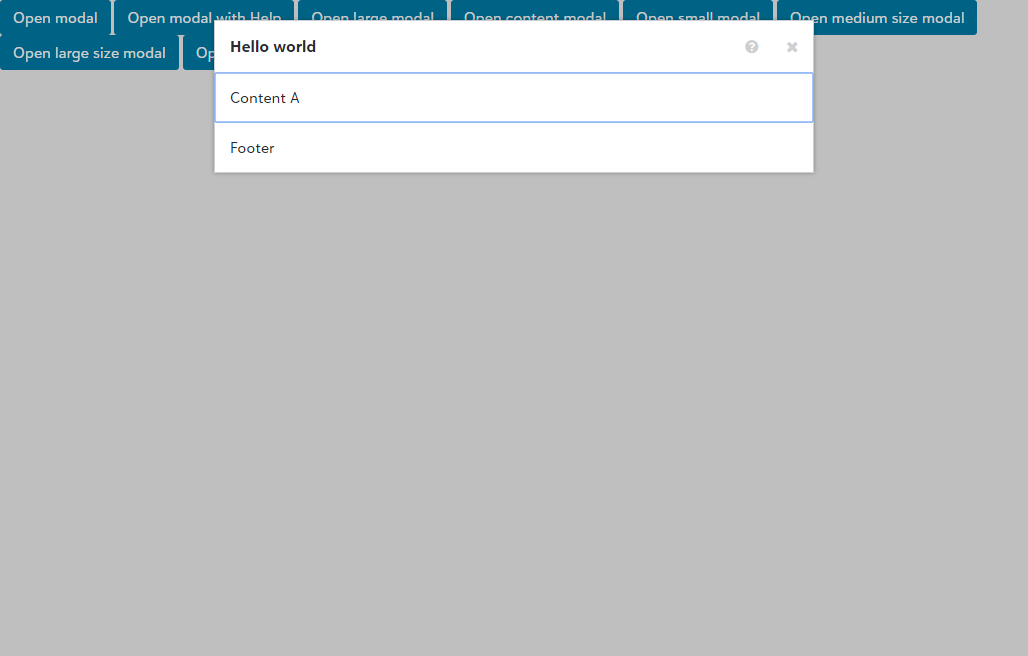 Open modal Open modal with Help Open large modal Open content modal Open small modal Open medium size modal
Open large size modal Op
Hello world
Content A
Footer